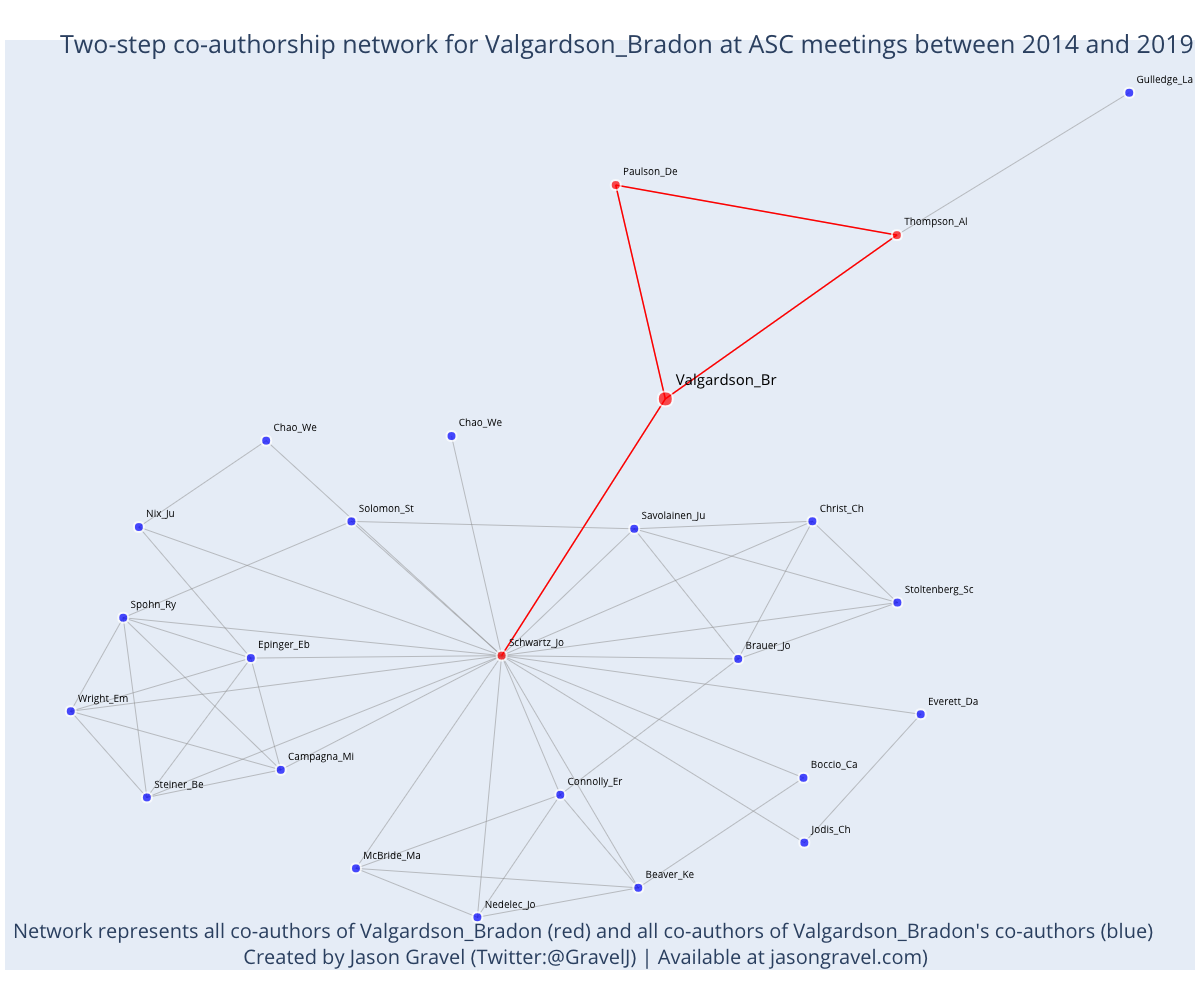 Two-step co-authorship network for Valgardson_Bradon at ASC meetings between 2014 and 2019
Gulledge_La
Paulson_De
Thompson_Al
Valgardson_Br
Chao_We
Chao_We
Nix_Ju
Solomon_St
Savolainen_Ju
Christ_Ch
Stoltenberg_Sc
Spohn_Ry
Epinger_Eb
Schwartz_Jo
Brauer_Jo
Wright_Em
Everett_Da
Campagna_Mi
Steiner_Be
Connolly_Er
Boccio_Ca
Jodis_Ch
McBride_Ma
Beaver_Ke
Nedelec_Jo
Network represents all co-authors of Valgardson_Bradon (red) and all co-authors of Valgardson_Bradon's co-authors (blue)
Created by Jason Gravel (Twitter:@GravelJ) | Available at jasongravel.com)